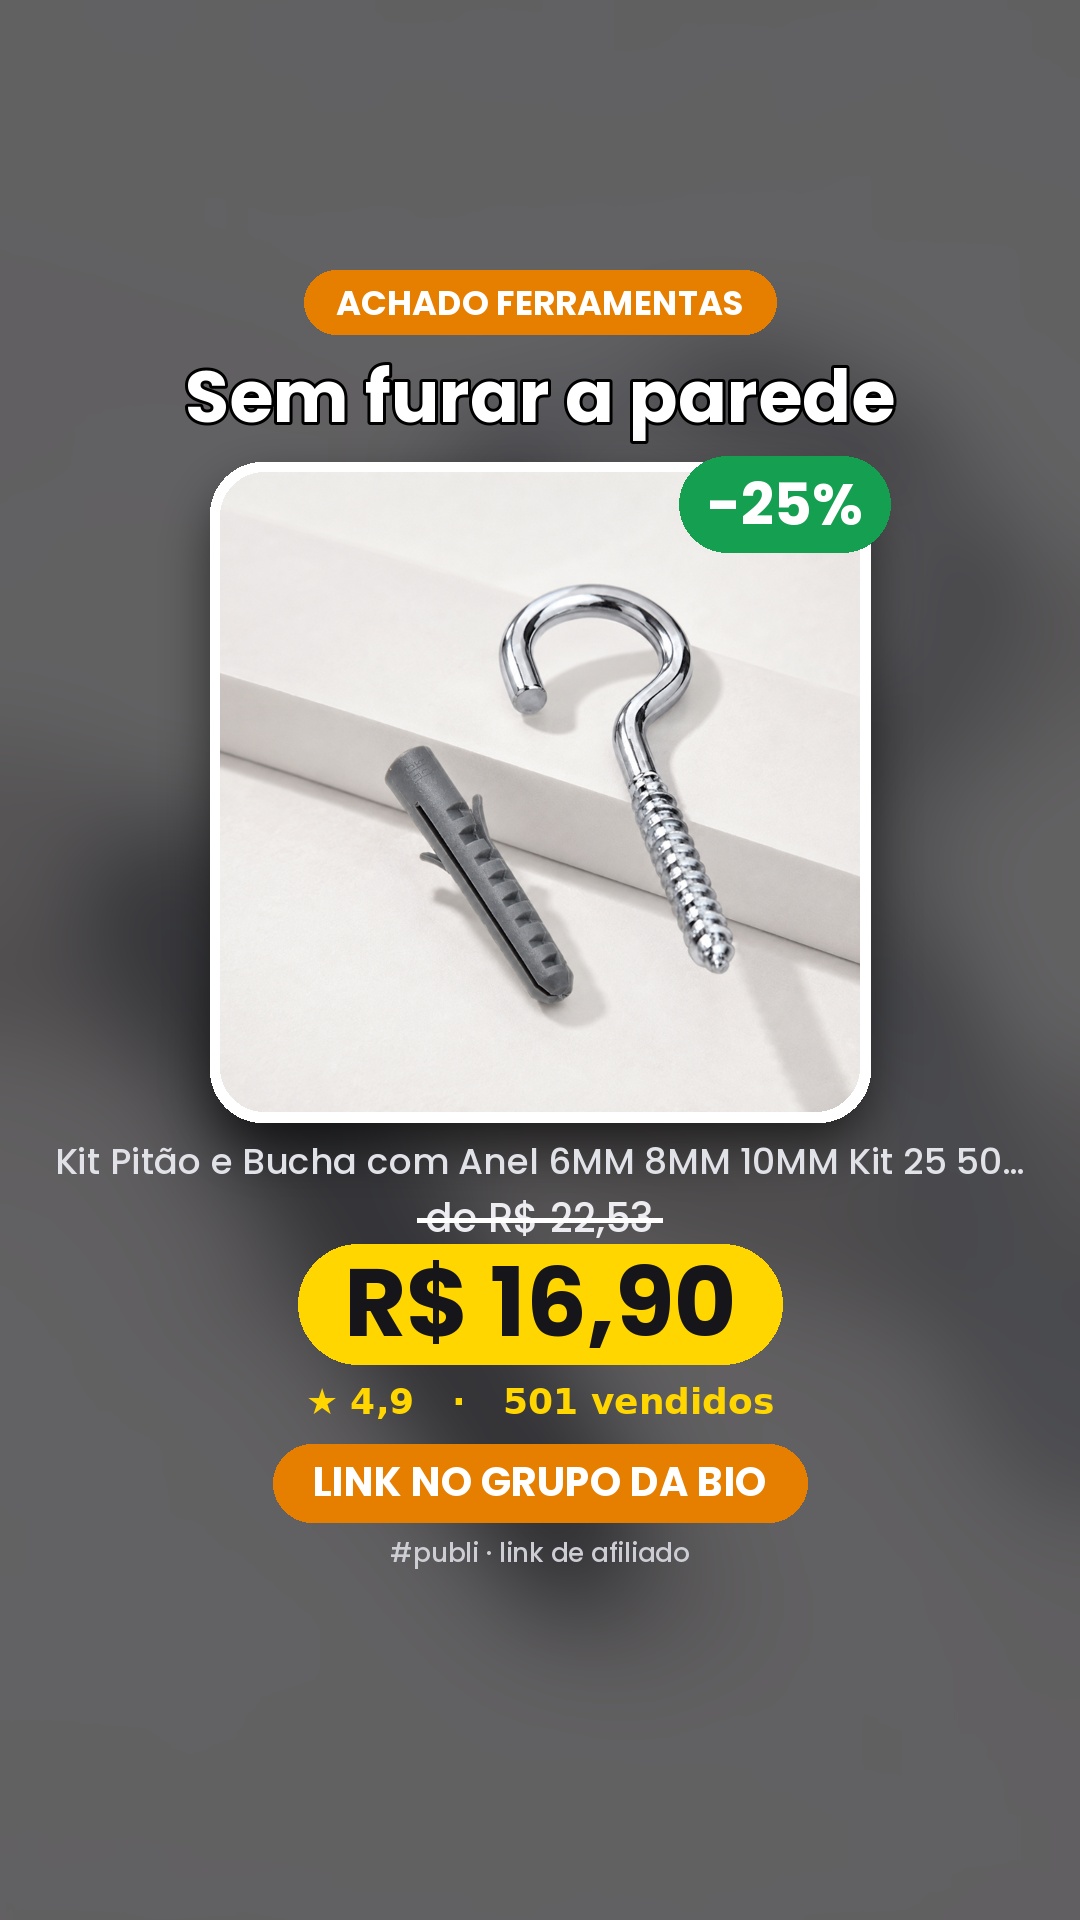 ACHADO FERRAMENTAS
Sem furar a parede
-25%
Kit Pitão e Bucha com Anel 6MM 8MM 10MM Kit 25 50...
de R$ 22,53
R$ 16,90
★ 4,9 · 501 vendidos
LINK NO GRUPO DA BIO
#publi · link de afiliado